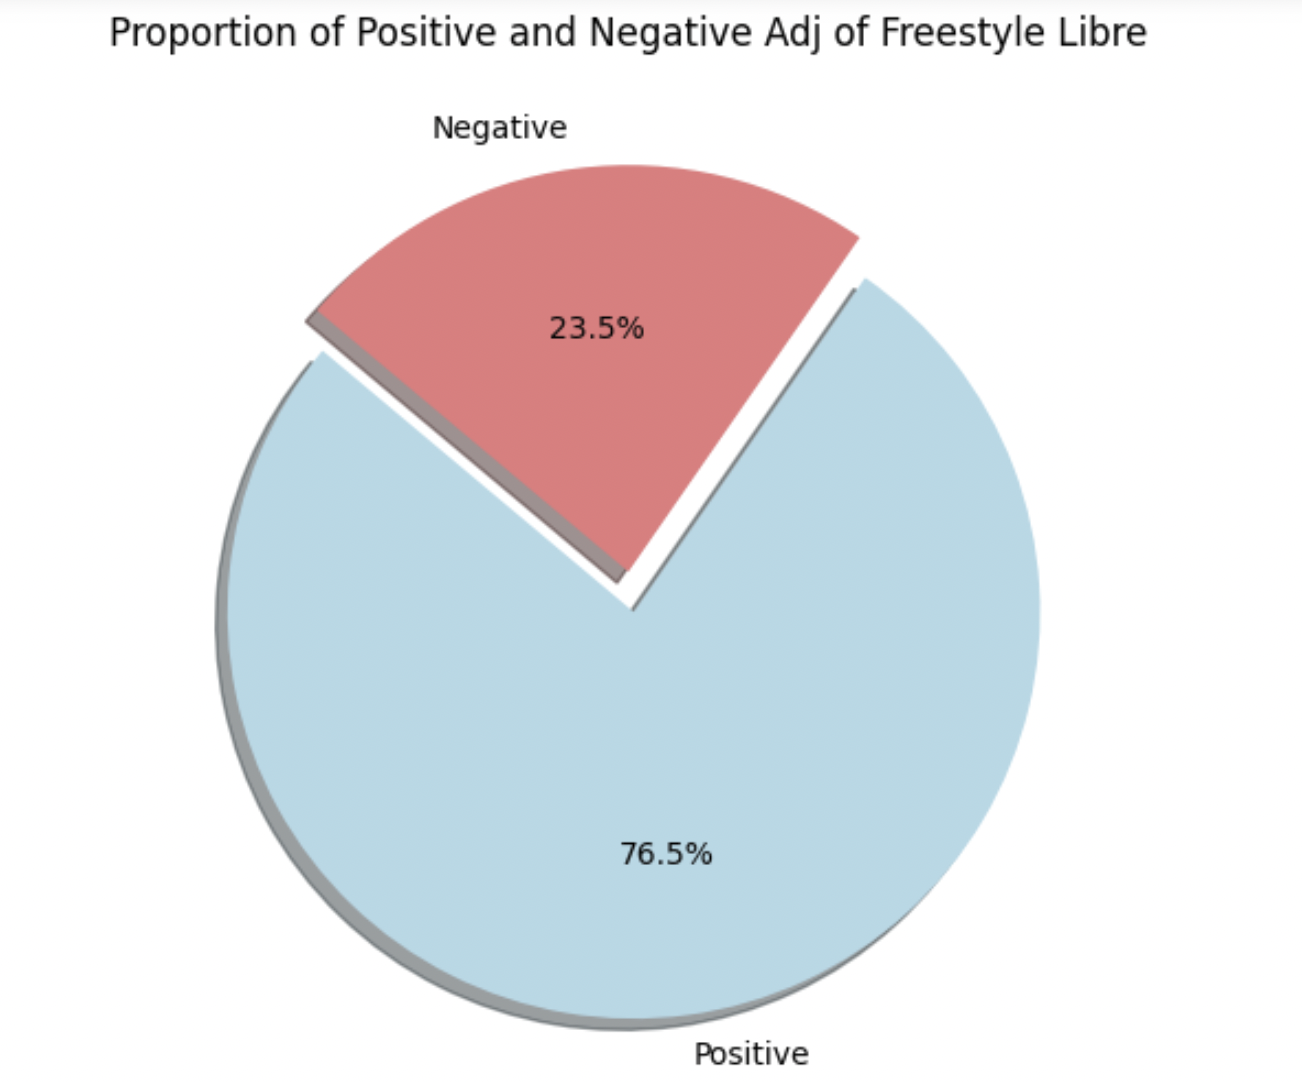 Proportion of Positive and Negative Adj of Freestyle Libre
Negative
23.5%
76.5%
Positive